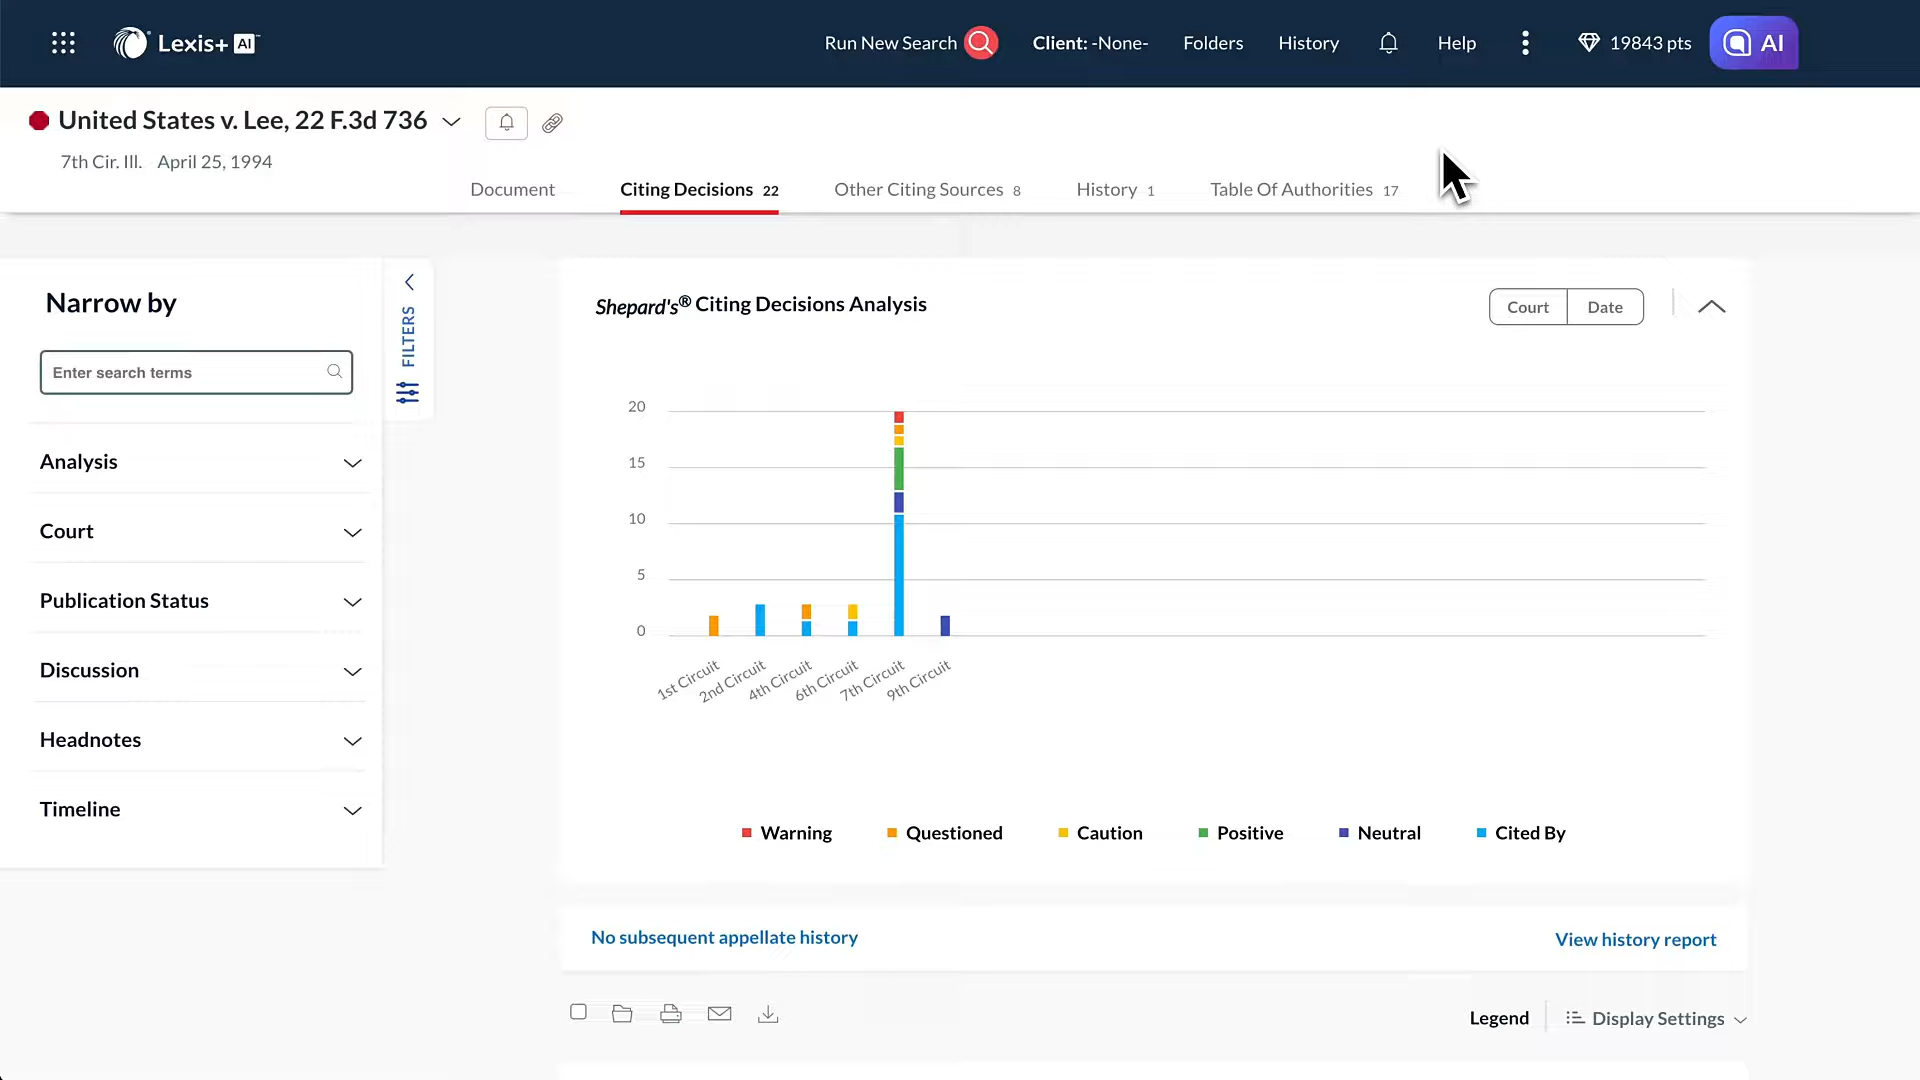 Lexis+ AI™
Run New Search
Client: -None-
Folders
History
Help
19843 pts
AI
United States v. Lee, 22 F.3d 736
7th Cir. Ill. April 25, 1994
Document
Citing Decisions 22
Other Citing Sources 8
History 1
Table Of Authorities 17
Narrow by
FILTERS
Enter search terms
Analysis
Court
Publication Status
Discussion
Headnotes
Timeline
Shepard's® Citing Decisions Analysis
Court
Date
20
15
10
5
0
1st Circuit
2nd Circuit
4th Circuit
6th Circuit
7th Circuit
9th Circuit
Warning
Questioned
Caution
Positive
Neutral
Cited By
No subsequent appellate history
View history report
Legend
Display Settings